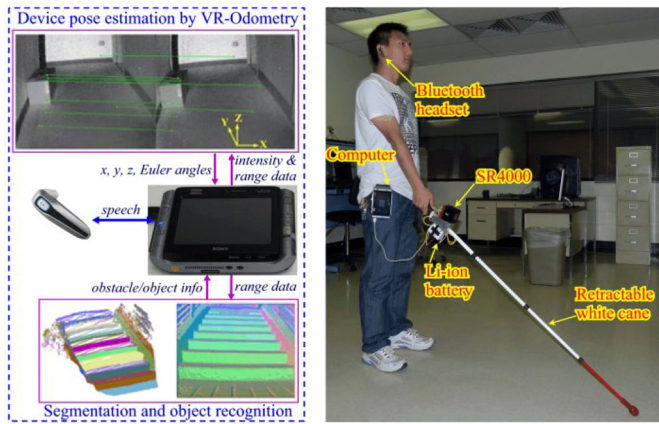 Device pose estimation by VR-Odometry
Z
Y
X
x, y, z, Euler angles
intensity &
range data
speech
SONY
obstacle/object info
range data
Segmentation and object recognition
Bluetooth
headset
Computer
SR4000
Li-ion
battery
Retractable
white cane